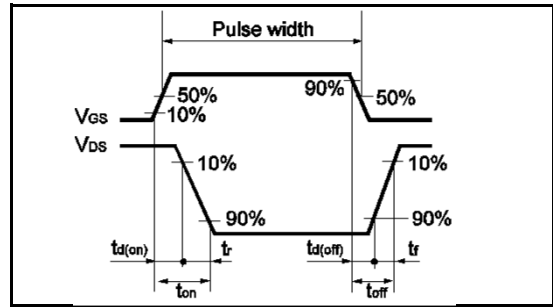 Pulse width
90%
50%
50%
10%
VGS
VDS
10%
10%
90%
90%
td(on)
tr
td(off)
tf
ton
toff